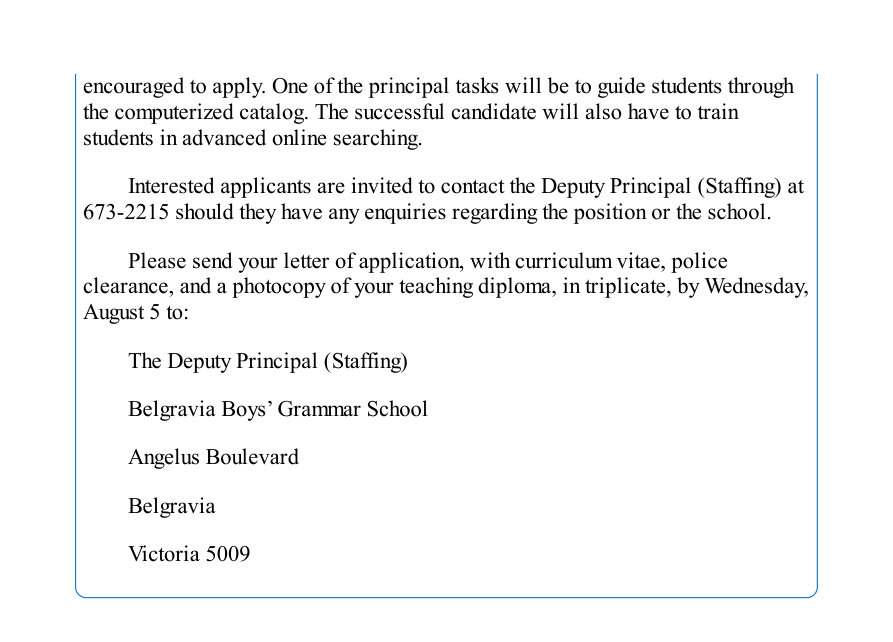 encouraged to apply. One of the principal tasks will be to guide students through
the computerized catalog. The successful candidate will also have to train
students in advanced online searching.
Interested applicants are invited to contact the Deputy Principal (Staffing) at
673-2215 should they have any enquiries regarding the position or the school.
Please send your letter of application, with curriculum vitae, police
clearance, and a photocopy of your teaching diploma, in triplicate, by Wednesday,
August 5 to:
The Deputy Principal (Staffing)
Belgravia Boys’ Grammar School
Angelus Boulevard
Belgravia
Victoria 5009